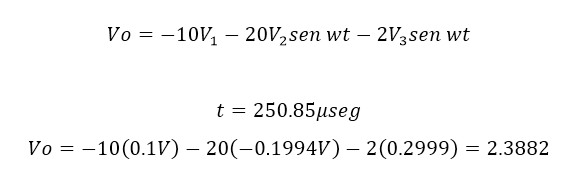 Vo = −10V₁ − 20V₂sen wt − 2V₃sen wt
t = 250.85μseg
Vo = −10(0.1V) − 20(−0.1994V) − 2(0.2999) = 2.3882